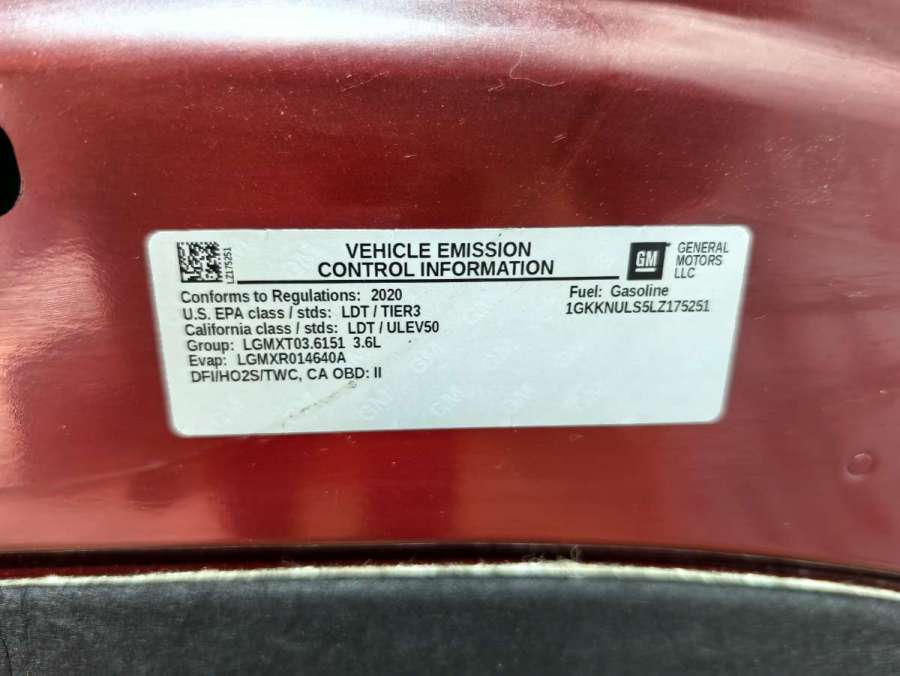 LZ175251
VEHICLE EMISSION
CONTROL INFORMATION
GM
GENERAL
MOTORS
LLC
Conforms to Regulations: 2020
U.S. EPA class / stds: LDT / TIER3
California class / stds: LDT / ULEV50
Group: LGMXT03.6151 3.6L
Evap: LGMXR014640A
DFI/HO2S/TWC, CA OBD: II
Fuel: Gasoline
1GKKNULS5LZ175251